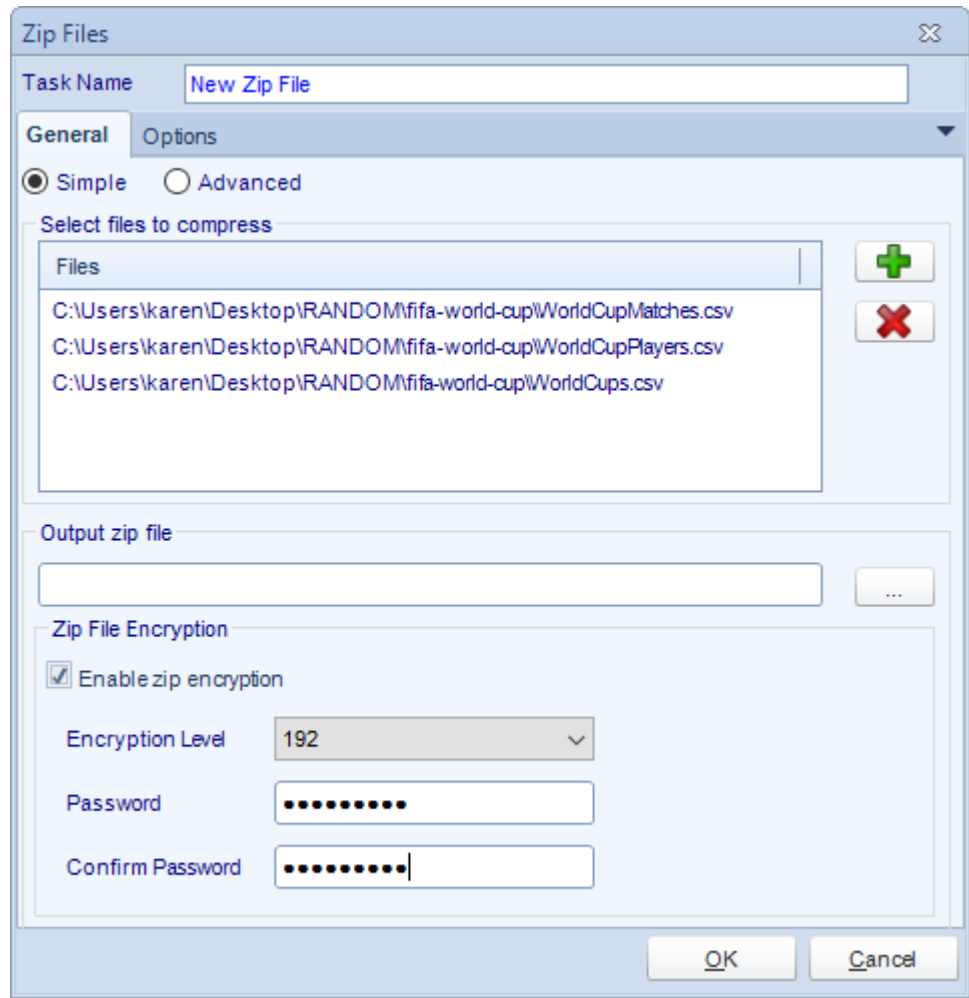 Zip Files
Task Name New Zip File
General Options
Simple Advanced
Select files to compress
Files
C:\Users\karen\Desktop\RANDOM\fifa-world-cup\WorldCupMatches.csv
C:\Users\karen\Desktop\RANDOM\fifa-world-cup\WorldCupPlayers.csv
C:\Users\karen\Desktop\RANDOM\fifa-world-cup\WorldCups.csv
Output zip file
...
Zip File Encryption
Enable zip encryption
Encryption Level 192
Password •••••••••
Confirm Password •••••••••
OK Cancel